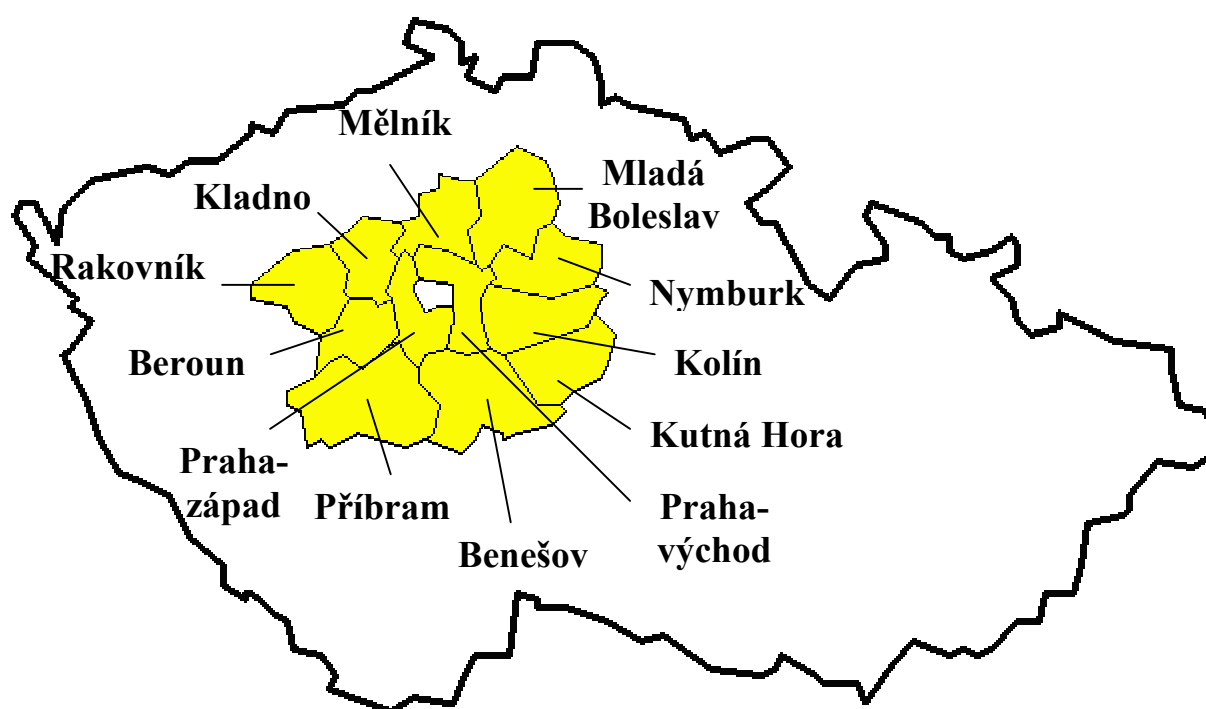 Mělník
Mladá
Boleslav
Kladno
Rakovník
Nymburk
Beroun
Kolín
Kutná Hora
Praha-
západ
Příbram
Praha-
východ
Benešov